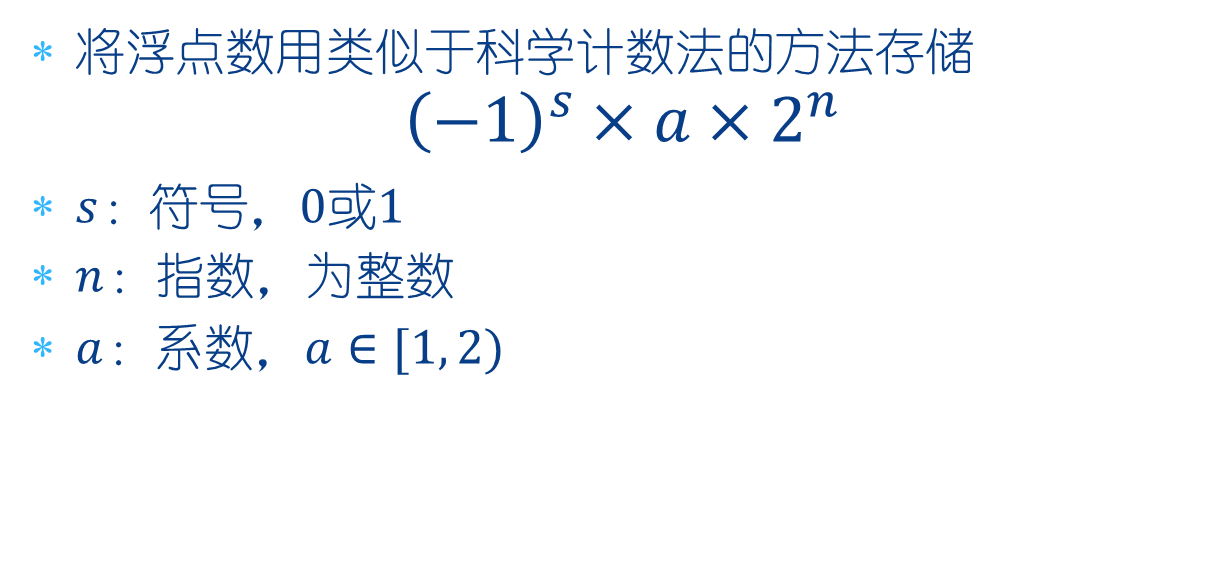 * 将浮点数用类似于科学计数法的方法存储
(−1)^s × a × 2^n
* s：符号，0或1
* n：指数，为整数
* a：系数，a ∈ [1, 2)